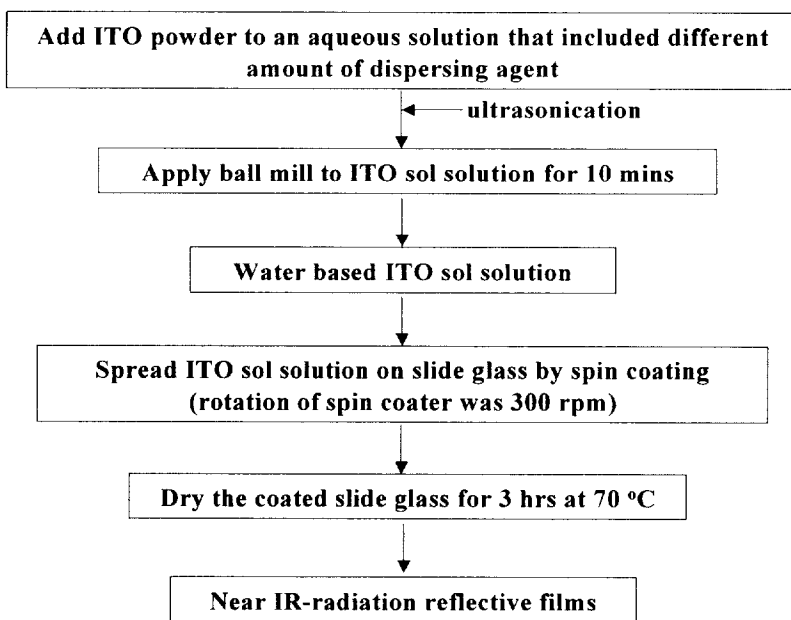 Add ITO powder to an aqueous solution that included different
amount of dispersing agent
ultrasonication
Apply ball mill to ITO sol solution for 10 mins
Water based ITO sol solution
Spread ITO sol solution on slide glass by spin coating
(rotation of spin coater was 300 rpm)
Dry the coated slide glass for 3 hrs at 70 °C
Near IR-radiation reflective films